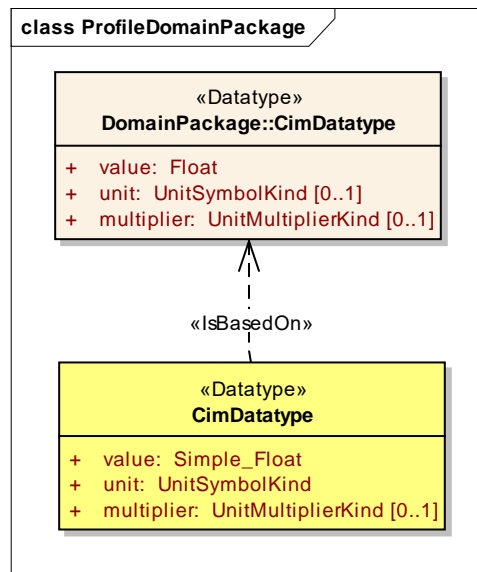 class ProfileDomainPackage
«Datatype»
DomainPackage::CimDatatype
+ value: Float
+ unit: UnitSymbolKind [0..1]
+ multiplier: UnitMultiplierKind [0..1]
«IsBasedOn»
«Datatype»
CimDatatype
+ value: Simple_Float
+ unit: UnitSymbolKind
+ multiplier: UnitMultiplierKind [0..1]